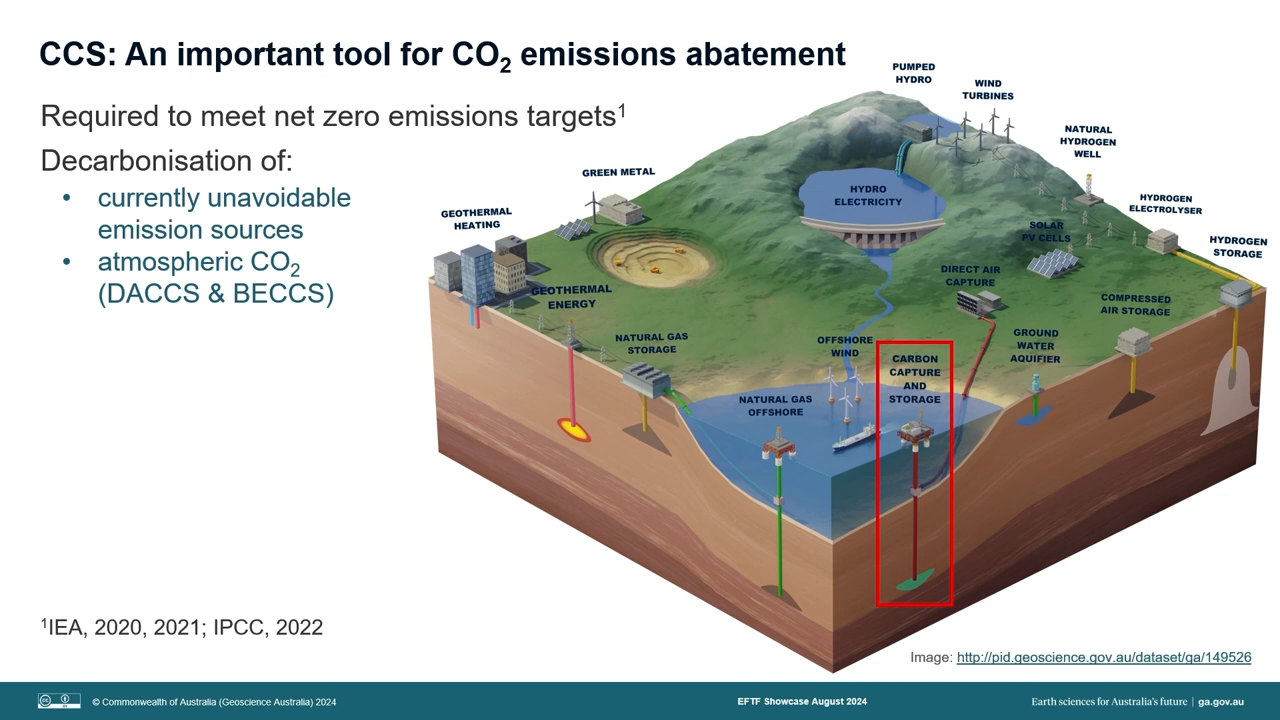 CCS: An important tool for CO₂ emissions abatement
Required to meet net zero emissions targets¹
Decarbonisation of:
• currently unavoidable
emission sources
• atmospheric CO₂
(DACCS & BECCS)
PUMPED
HYDRO
WIND
TURBINES
NATURAL
HYDROGEN
WELL
GREEN METAL
HYDRO
ELECTRICITY
HYDROGEN
ELECTROLYSER
GEOTHERMAL
HEATING
SOLAR
PV CELLS
HYDROGEN
STORAGE
GEOTHERMAL
ENERGY
DIRECT AIR
CAPTURE
COMPRESSED
AIR STORAGE
NATURAL GAS
STORAGE
OFFSHORE
WIND
GROUND
WATER
AQUIFIER
CARBON
CAPTURE
AND
STORAGE
NATURAL GAS
OFFSHORE
¹IEA, 2020, 2021; IPCC, 2022
Image: http://pid.geoscience.gov.au/dataset/ga/149526
cc BY
© Commonwealth of Australia (Geoscience Australia) 2024
EFTF Showcase August 2024
Earth sciences for Australia's future | ga.gov.au